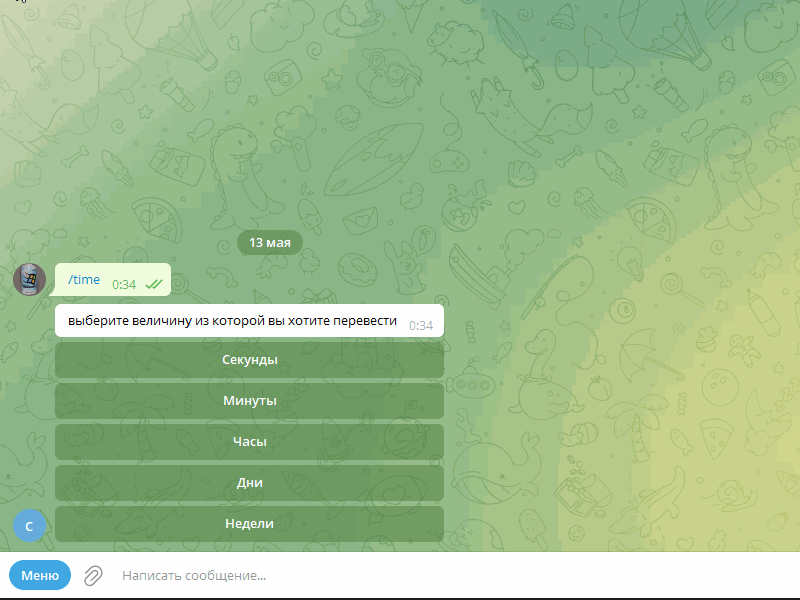 13 мая
/time 0:34
выберите величину из которой вы хотите перевести 0:34
Секунды
Минуты
Часы
Дни
Недели
С
Меню
Написать сообщение...